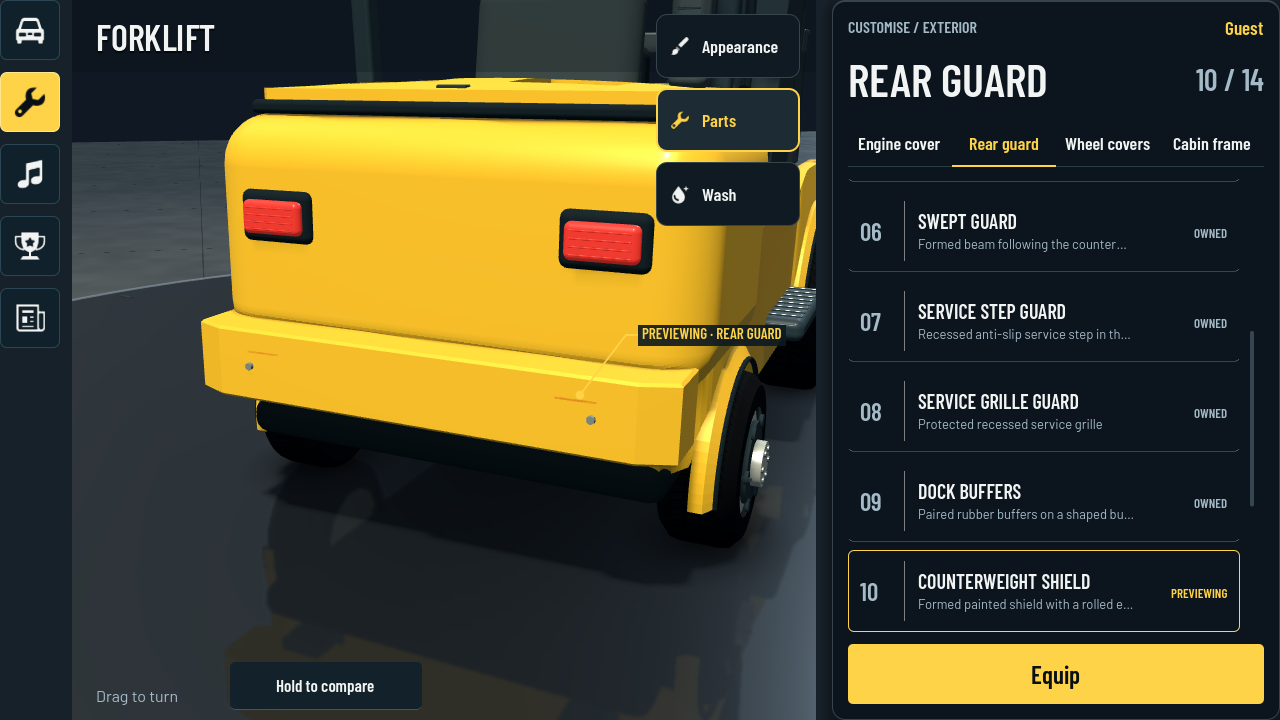 FORKLIFT
Appearance
Parts
Wash
PREVIEWING · REAR GUARD
Drag to turn
Hold to compare
CUSTOMISE / EXTERIOR
Guest
REAR GUARD
10 / 14
Engine cover
Rear guard
Wheel covers
Cabin frame
06
SWEPT GUARD
Formed beam following the counter...
OWNED
07
SERVICE STEP GUARD
Recessed anti-slip service step in th...
OWNED
08
SERVICE GRILLE GUARD
Protected recessed service grille
OWNED
09
DOCK BUFFERS
Paired rubber buffers on a shaped bu...
OWNED
10
COUNTERWEIGHT SHIELD
Formed painted shield with a rolled e...
PREVIEWING
Equip